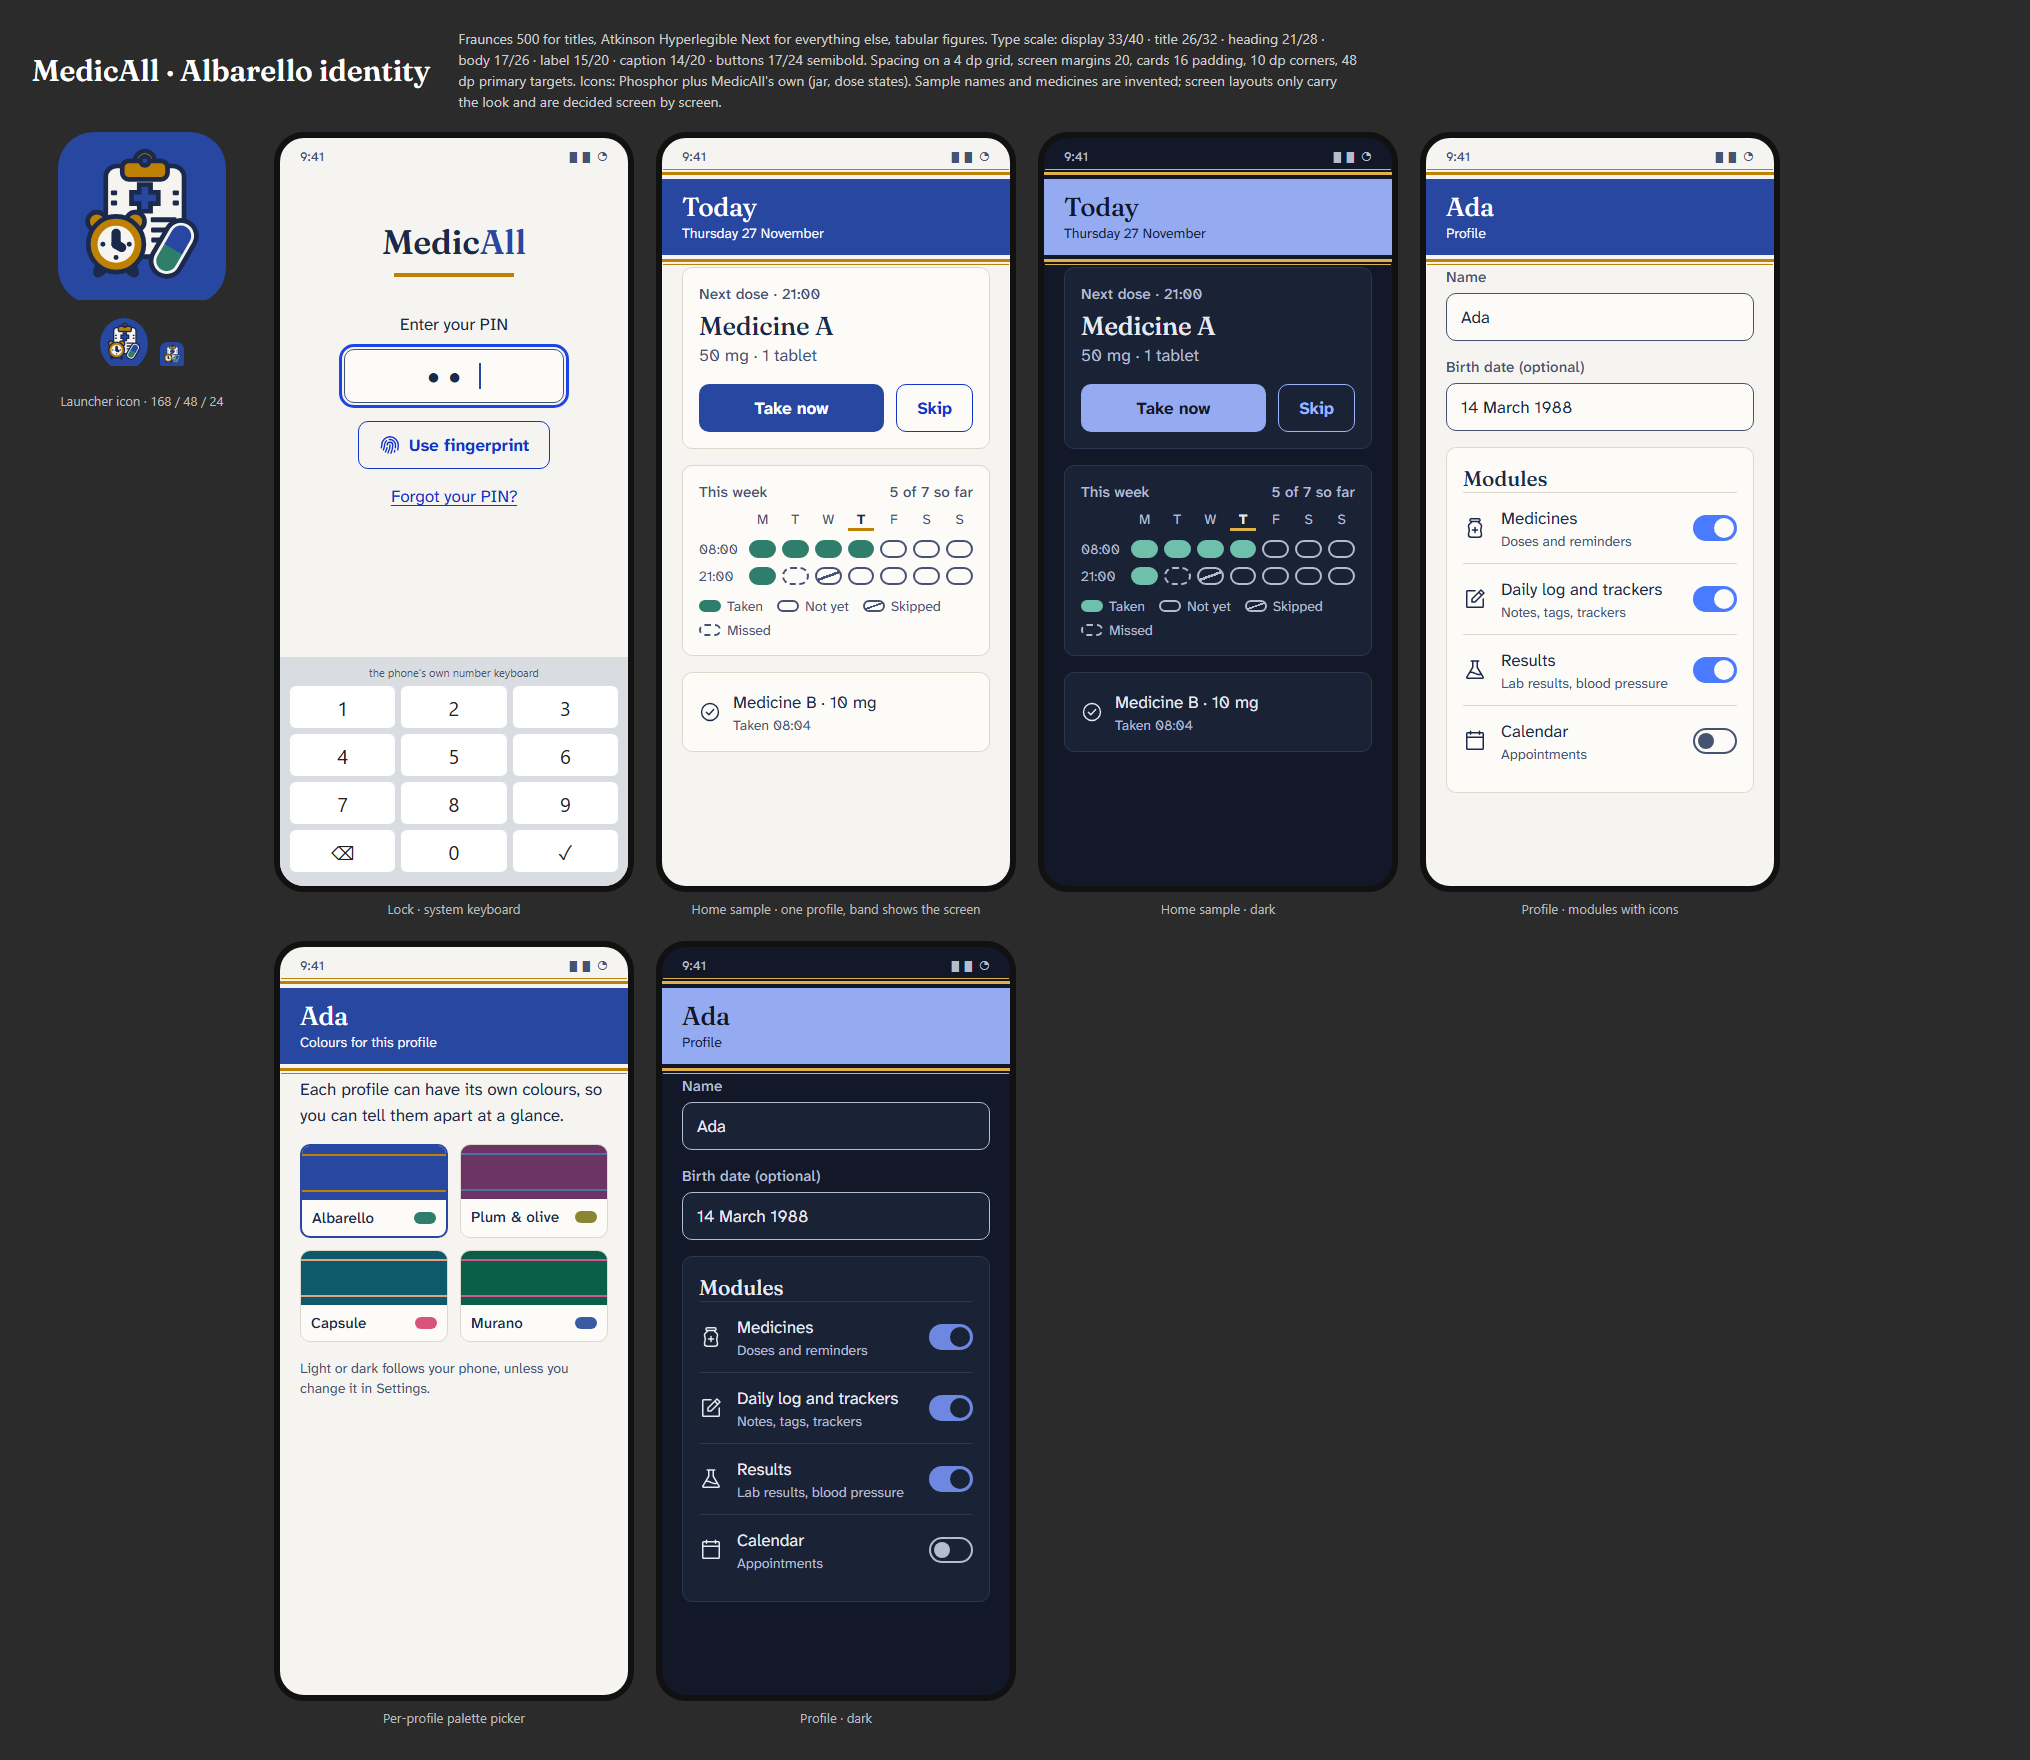 MedicAll · Albarello identity
Fraunces 500 for titles, Atkinson Hyperlegible Next for everything else, tabular figures. Type scale: display 33/40 · title 26/32 · heading 21/28 ·
body 17/26 · label 15/20 · caption 14/20 · buttons 17/24 semibold. Spacing on a 4 dp grid, screen margins 20, cards 16 padding, 10 dp corners, 48
dp primary targets. Icons: Phosphor plus MedicAll's own (jar, dose states). Sample names and medicines are invented; screen layouts only carry
the look and are decided screen by screen.
Launcher icon · 168 / 48 / 24
9:41
MedicAll
Enter your PIN
Use fingerprint
Forgot your PIN?
the phone's own number keyboard
1 2 3
4 5 6
7 8 9
0
Lock · system keyboard
9:41
Today
Thursday 27 November
Next dose · 21:00
Medicine A
50 mg · 1 tablet
Take now Skip
This week 5 of 7 so far
M T W T F S S
08:00
21:00
Taken Not yet Skipped
Missed
Medicine B · 10 mg
Taken 08:04
Home sample · one profile, band shows the screen
9:41
Today
Thursday 27 November
Next dose · 21:00
Medicine A
50 mg · 1 tablet
Take now Skip
This week 5 of 7 so far
M T W T F S S
08:00
21:00
Taken Not yet Skipped
Missed
Medicine B · 10 mg
Taken 08:04
Home sample · dark
9:41
Ada
Profile
Name
Ada
Birth date (optional)
14 March 1988
Modules
Medicines
Doses and reminders
Daily log and trackers
Notes, tags, trackers
Results
Lab results, blood pressure
Calendar
Appointments
Profile · modules with icons
9:41
Ada
Colours for this profile
Each profile can have its own colours, so
you can tell them apart at a glance.
Albarello Plum & olive
Capsule Murano
Light or dark follows your phone, unless you
change it in Settings.
Per-profile palette picker
9:41
Ada
Profile
Name
Ada
Birth date (optional)
14 March 1988
Modules
Medicines
Doses and reminders
Daily log and trackers
Notes, tags, trackers
Results
Lab results, blood pressure
Calendar
Appointments
Profile · dark